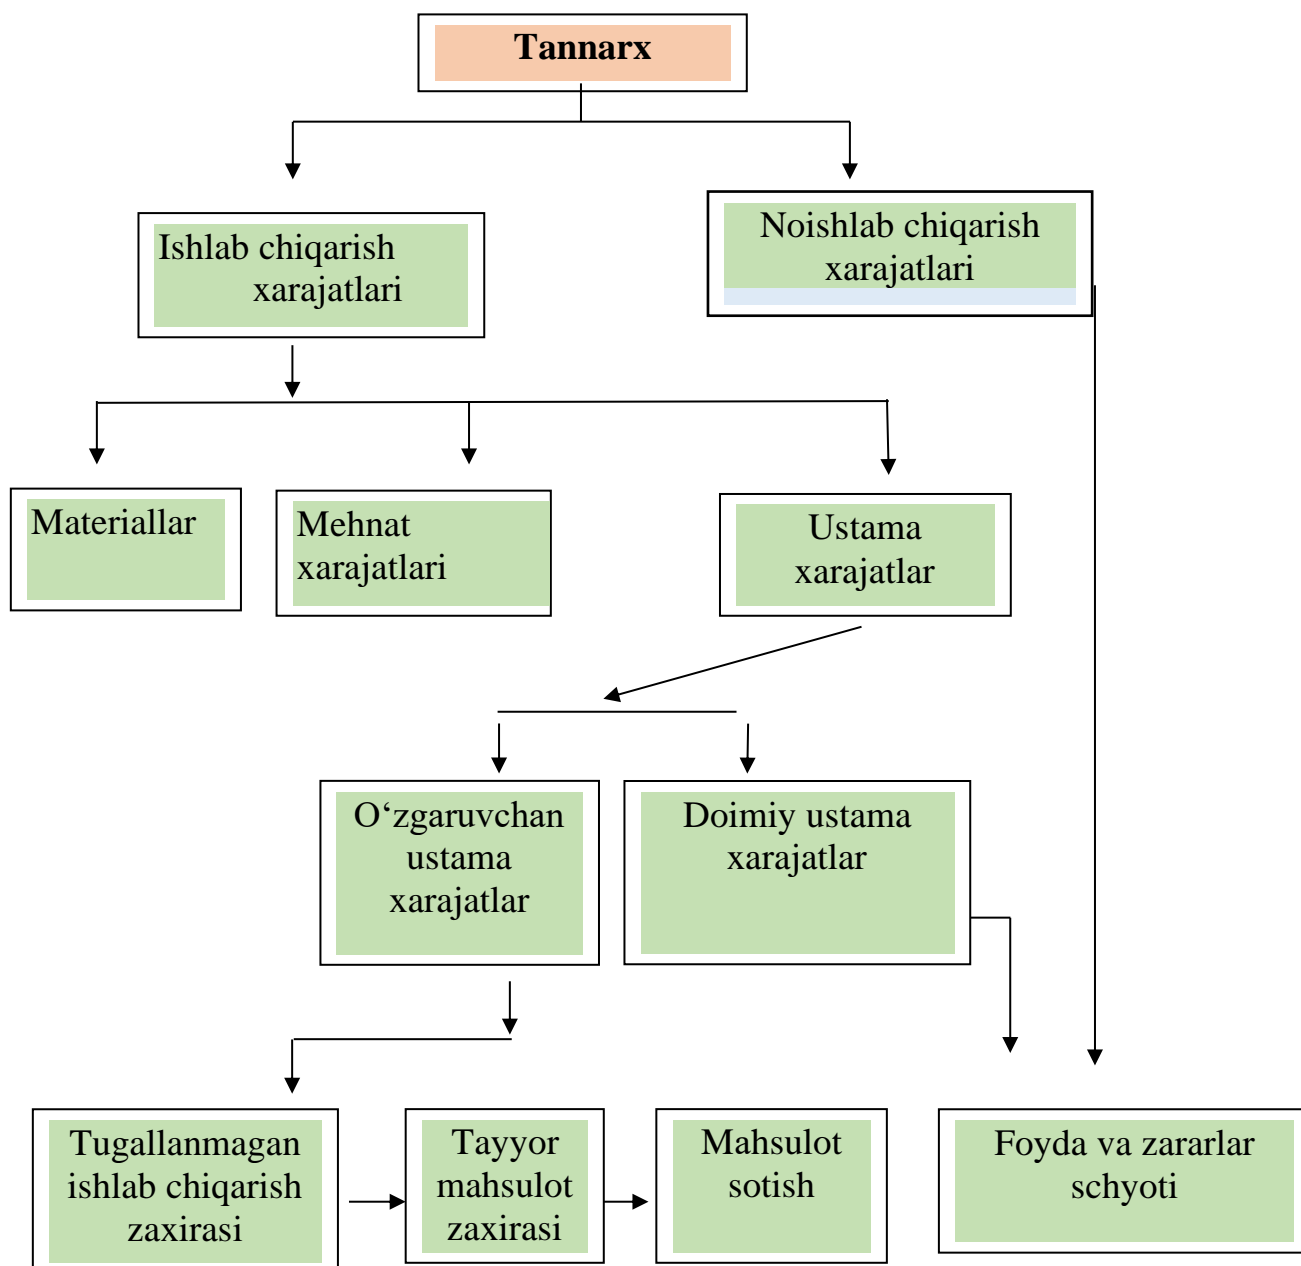 Tannarx
Ishlab chiqarish
xarajatlari
Noishlab chiqarish
xarajatlari
Materiallar
Mehnat
xarajatlari
Ustama
xarajatlar
O‘zgaruvchan
ustama
xarajatlar
Doimiy ustama
xarajatlar
Tugallanmagan
ishlab chiqarish
zaxirasi
Tayyor
mahsulot
zaxirasi
Mahsulot
sotish
Foyda va zararlar
schyoti